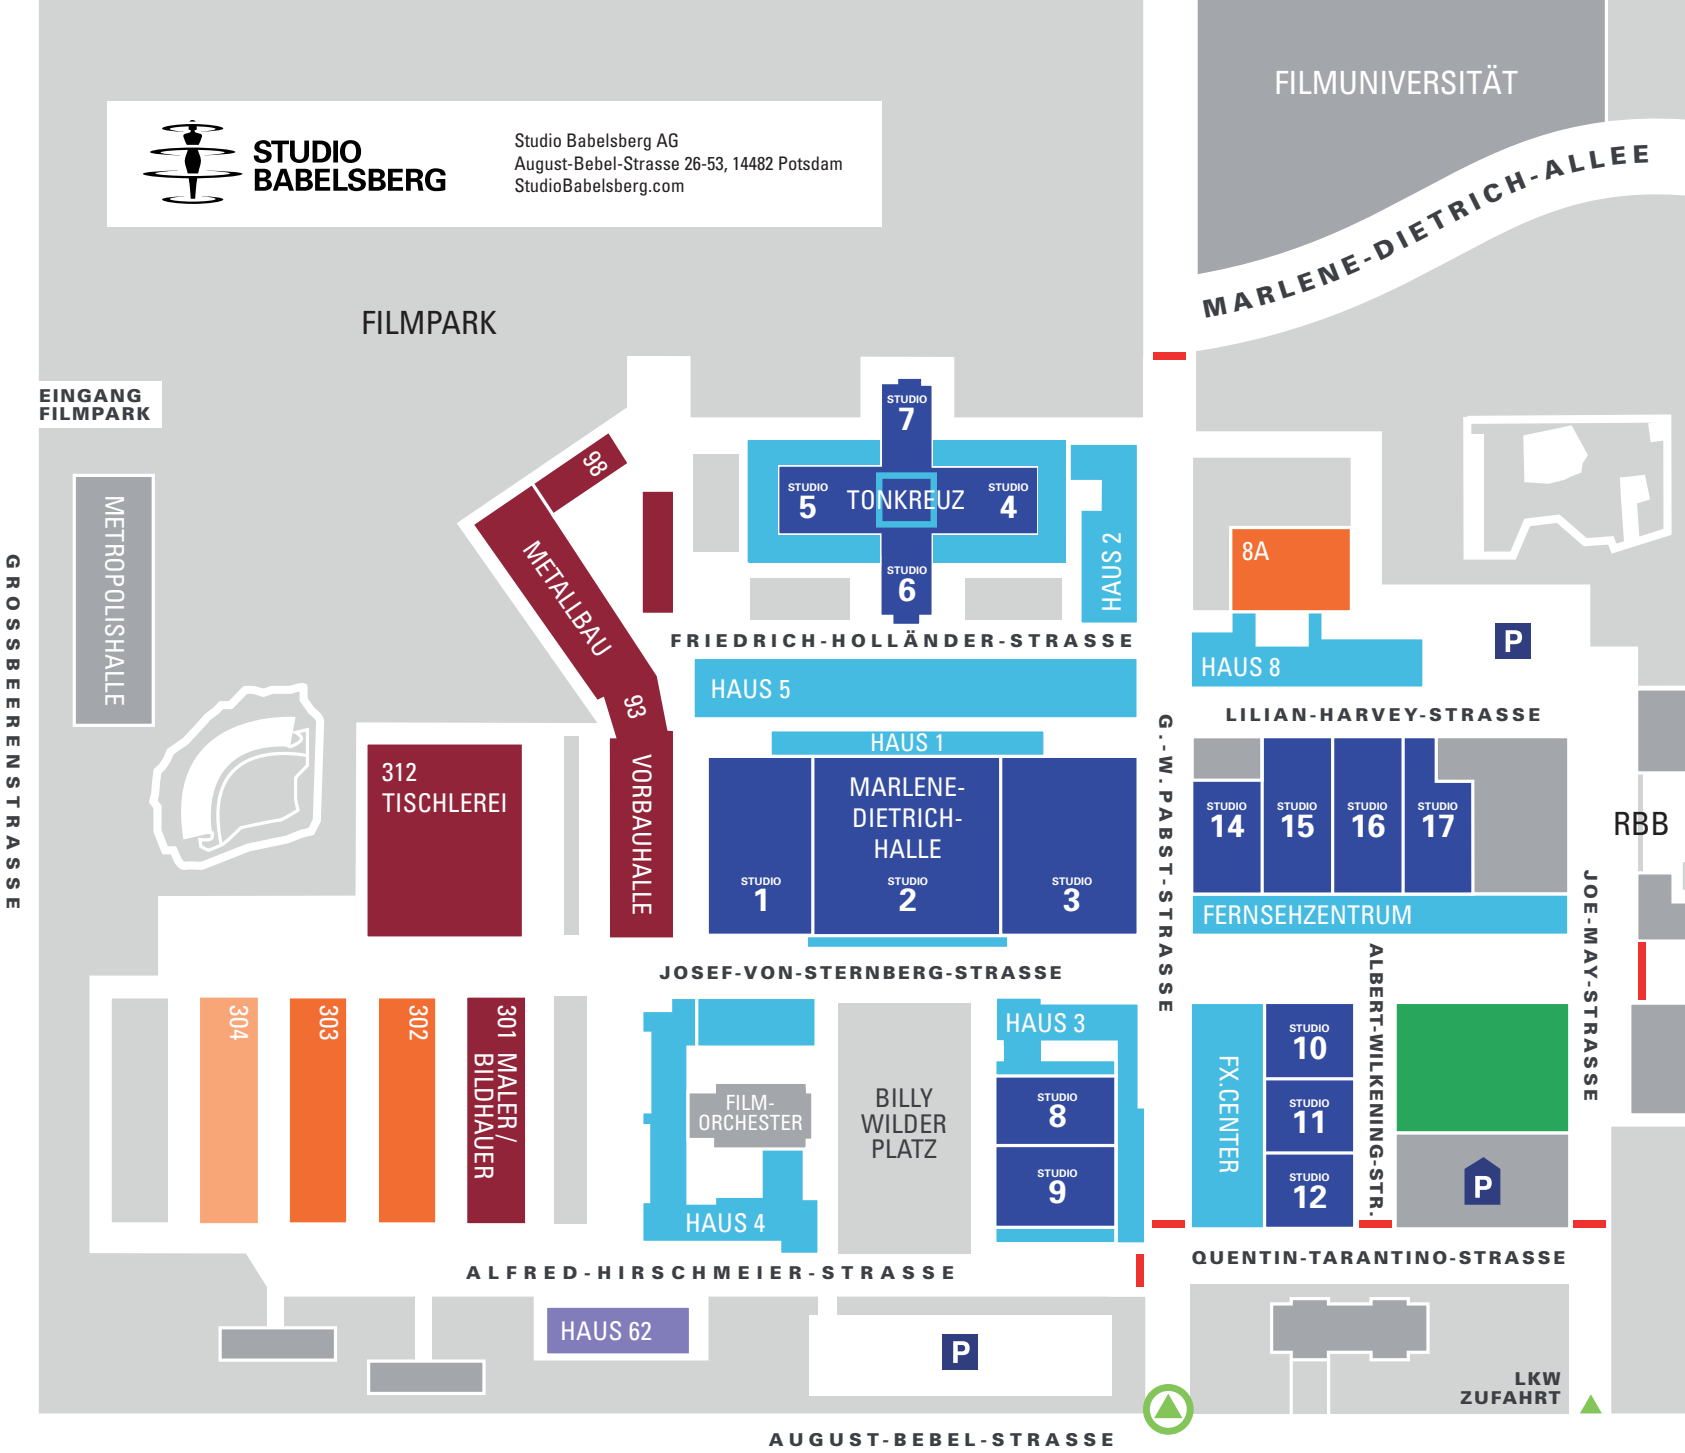 FILMUNIVERSITÄT
MARLENE-DIETRICH-ALLEE
STUDIO
BABELSBERG
Studio Babelsberg AG
August-Bebel-Strasse 26-53, 14482 Potsdam
StudioBabelsberg.com
FILMPARK
EINGANG
FILMPARK
GROSSBEERENSTRASSE
METROPOLISHALLE
98
METALLBAU
93
VORBAUHALLE
312
TISCHLEREI
STUDIO
7
STUDIO
5
TONKREUZ
STUDIO
4
STUDIO
6
HAUS 2
FRIEDRICH-HOLLÄNDER-STRASSE
HAUS 5
HAUS 1
MARLENE-
DIETRICH-
HALLE
STUDIO
1
STUDIO
2
STUDIO
3
JOSEF-VON-STERNBERG-STRASSE
G.-W.PABST-STRASSE
8A
HAUS 8
P
LILIAN-HARVEY-STRASSE
STUDIO
14
STUDIO
15
STUDIO
16
STUDIO
17
FERNSEHZENTRUM
RBB
JOE-MAY-STRASSE
ALBERT-WILKENING-STR.
304
303
302
301 MALER/
BILDHAUER
FILM-
ORCHESTER
HAUS 4
BILLY
WILDER
PLATZ
HAUS 3
STUDIO
8
STUDIO
9
FX.CENTER
STUDIO
10
STUDIO
11
STUDIO
12
P
QUENTIN-TARANTINO-STRASSE
ALFRED-HIRSCHMEIER-STRASSE
HAUS 62
P
LKW
ZUFAHRT
AUGUST-BEBEL-STRASSE